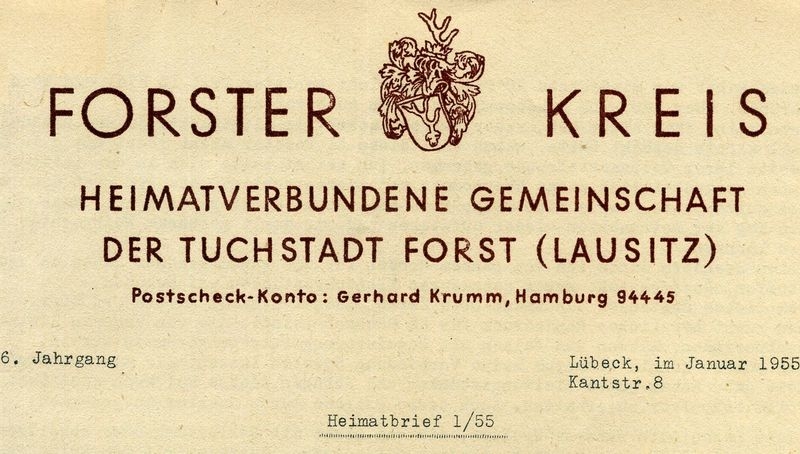 FORSTER KREIS
HEIMATVERBUNDENE GEMEINSCHAFT
DER TUCHSTADT FORST (LAUSITZ)
Postscheck-Konto: Gerhard Krumm, Hamburg 94445
6. Jahrgang
Lübeck, im Januar 1955
Kantstr.8
Heimatbrief 1/55